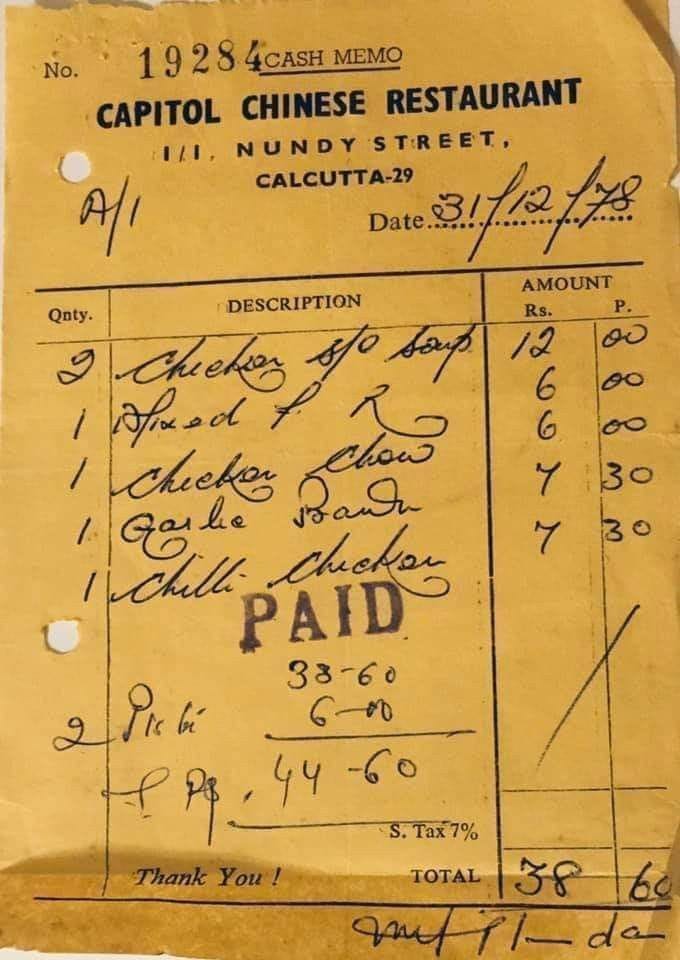 No. 19284 CASH MEMO
CAPITOL CHINESE RESTAURANT
1/1, NUNDY STREET,
CALCUTTA-29
A/1
Date 31/12/78
Qnty. DESCRIPTION AMOUNT
Rs. P.
2 Chicken s/o Soup 12 00
1 Mixed F. R 6 00
1 Chicken Chow 6 00
1 Garlic 7 30
1 Chilli Chicken 7 30
PAID
38-60
2 6-00
44-60
S. Tax 7%
Thank You ! TOTAL 38 60